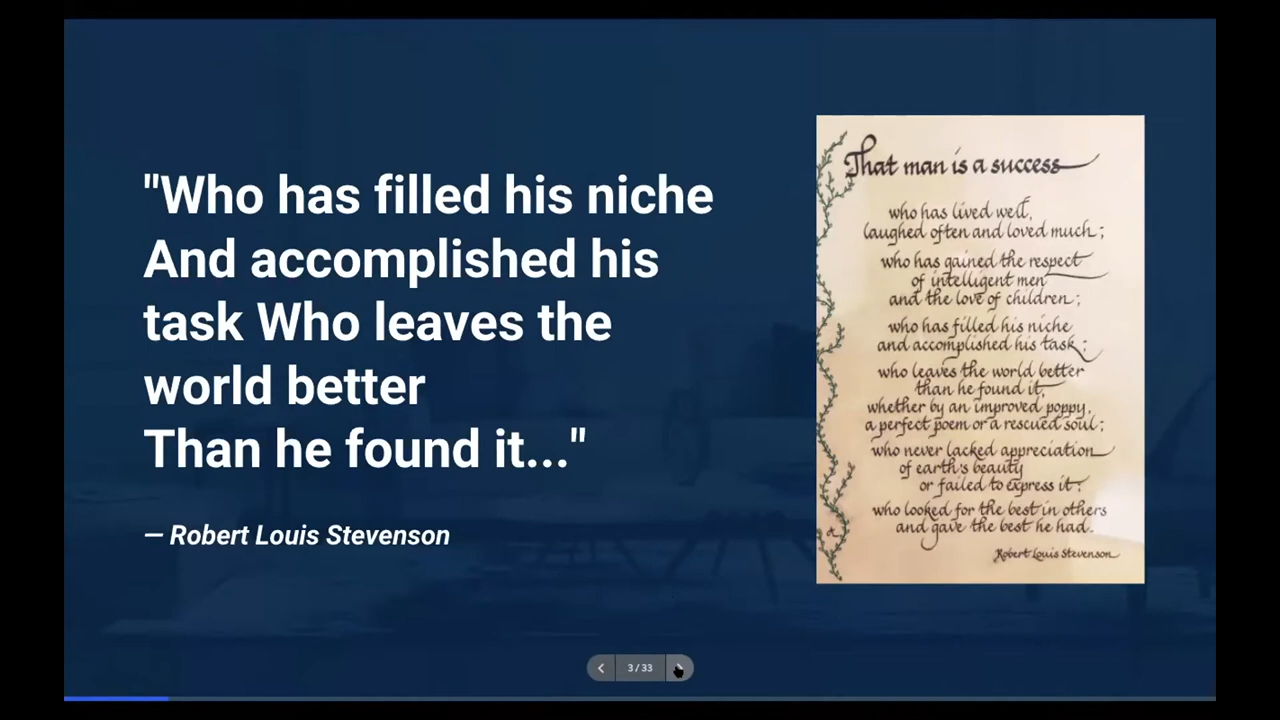 "Who has filled his niche
And accomplished his
task Who leaves the
world better
Than he found it..."
— Robert Louis Stevenson
That man is a success
who has lived well,
laughed often and loved much;
who has gained the respect
of intelligent men
and the love of children;
who has filled his niche
and accomplished his task;
who leaves the world better
than he found it,
whether by an improved poppy,
a perfect poem or a rescued soul;
who never lacked appreciation
of earth's beauty
or failed to express it;
who looked for the best in others
and gave the best he had.
Robert Louis Stevenson
3 / 33